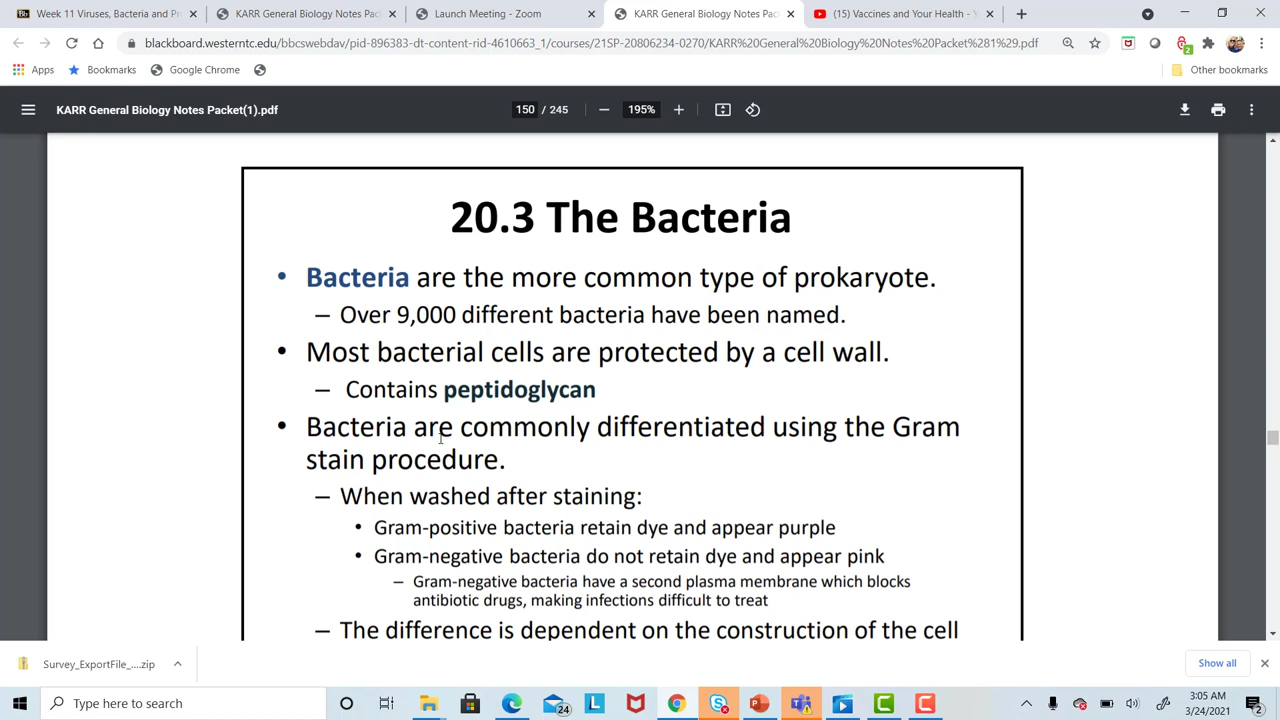 Week 11 Viruses, Bacteria and Pr
KARR General Biology Notes Pac
Launch Meeting - Zoom
KARR General Biology Notes Pac
(15) Vaccines and Your Health - Y
blackboard.westerntc.edu/bbcswebdav/pid-896383-dt-content-rid-4610663_1/courses/21SP-20806234-0270/KARR%20General%20Biology%20Notes%20Packet%281%29.pdf
Apps
Bookmarks
Google Chrome
Other bookmarks
KARR General Biology Notes Packet(1).pdf
150 / 245
195%
20.3 The Bacteria
• Bacteria are the more common type of prokaryote.
– Over 9,000 different bacteria have been named.
• Most bacterial cells are protected by a cell wall.
– Contains peptidoglycan
• Bacteria are commonly differentiated using the Gram
stain procedure.
– When washed after staining:
• Gram-positive bacteria retain dye and appear purple
• Gram-negative bacteria do not retain dye and appear pink
– Gram-negative bacteria have a second plasma membrane which blocks
antibiotic drugs, making infections difficult to treat
– The difference is dependent on the construction of the cell
Survey_ExportFile_....zip
Show all
Type here to search
24
3:05 AM
3/24/2021
2